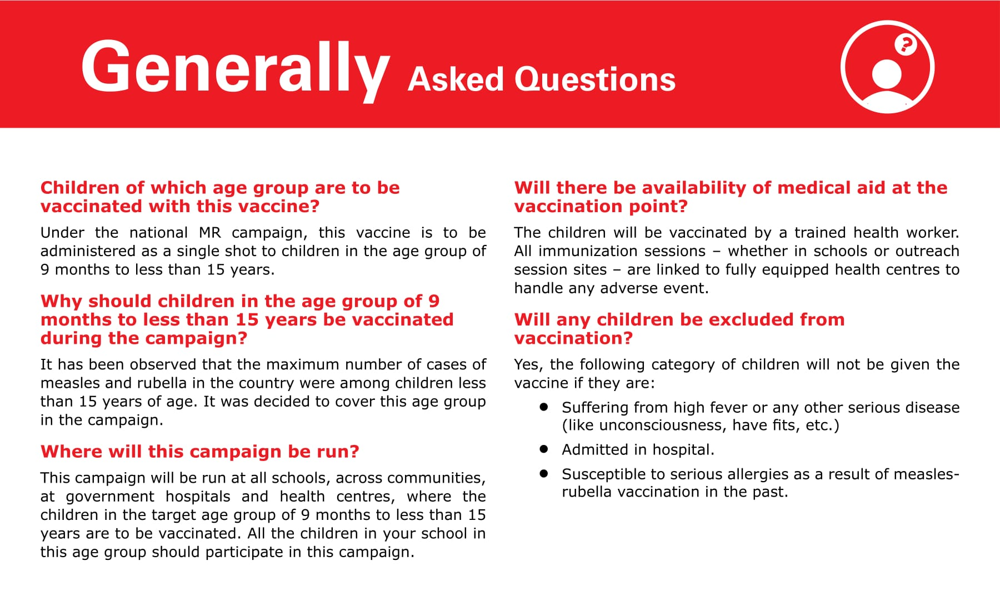 Generally Asked Questions
?
Children of which age group are to be
vaccinated with this vaccine?
Under the national MR campaign, this vaccine is to be
administered as a single shot to children in the age group of
9 months to less than 15 years.
Why should children in the age group of 9
months to less than 15 years be vaccinated
during the campaign?
It has been observed that the maximum number of cases of
measles and rubella in the country were among children less
than 15 years of age. It was decided to cover this age group
in the campaign.
Where will this campaign be run?
This campaign will be run at all schools, across communities,
at government hospitals and health centres, where the
children in the target age group of 9 months to less than 15
years are to be vaccinated. All the children in your school in
this age group should participate in this campaign.
Will there be availability of medical aid at the
vaccination point?
The children will be vaccinated by a trained health worker.
All immunization sessions – whether in schools or outreach
session sites – are linked to fully equipped health centres to
handle any adverse event.
Will any children be excluded from
vaccination?
Yes, the following category of children will not be given the
vaccine if they are:
● Suffering from high fever or any other serious disease
(like unconsciousness, have fits, etc.)
● Admitted in hospital.
● Susceptible to serious allergies as a result of measles-
rubella vaccination in the past.